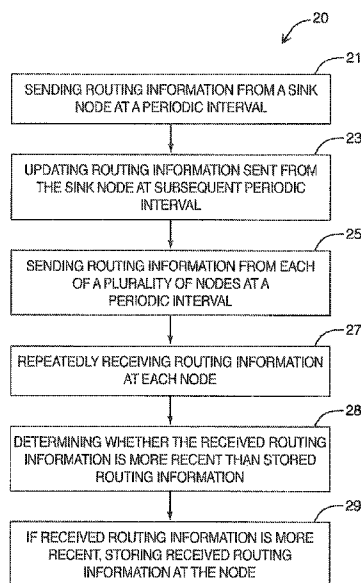 20
21
SENDING ROUTING INFORMATION FROM A SINK
NODE AT A PERIODIC INTERVAL
23
UPDATING ROUTING INFORMATION SENT FROM
THE SINK NODE AT SUBSEQUENT PERIODIC
INTERVAL
25
SENDING ROUTING INFORMATION FROM EACH
OF A PLURALITY OF NODES AT A
PERIODIC INTERVAL
27
REPEATEDLY RECEIVING ROUTING INFORMATION
AT EACH NODE
28
DETERMINING WHETHER THE RECEIVED ROUTING
INFORMATION IS MORE RECENT THAN STORED
ROUTING INFORMATION
29
IF RECEIVED ROUTING INFORMATION IS MORE
RECENT, STORING RECEIVED ROUTING
INFORMATION AT THE NODE